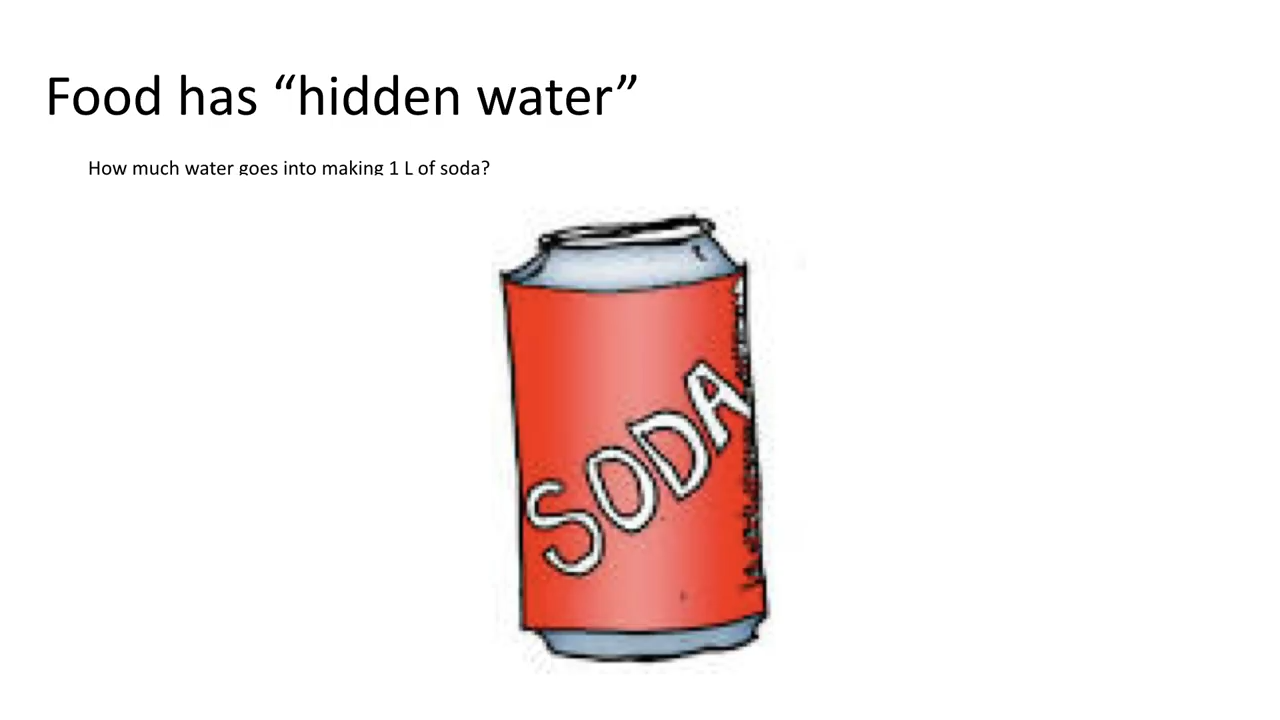 Food has “hidden water”
How much water goes into making 1 L of soda?
SODA